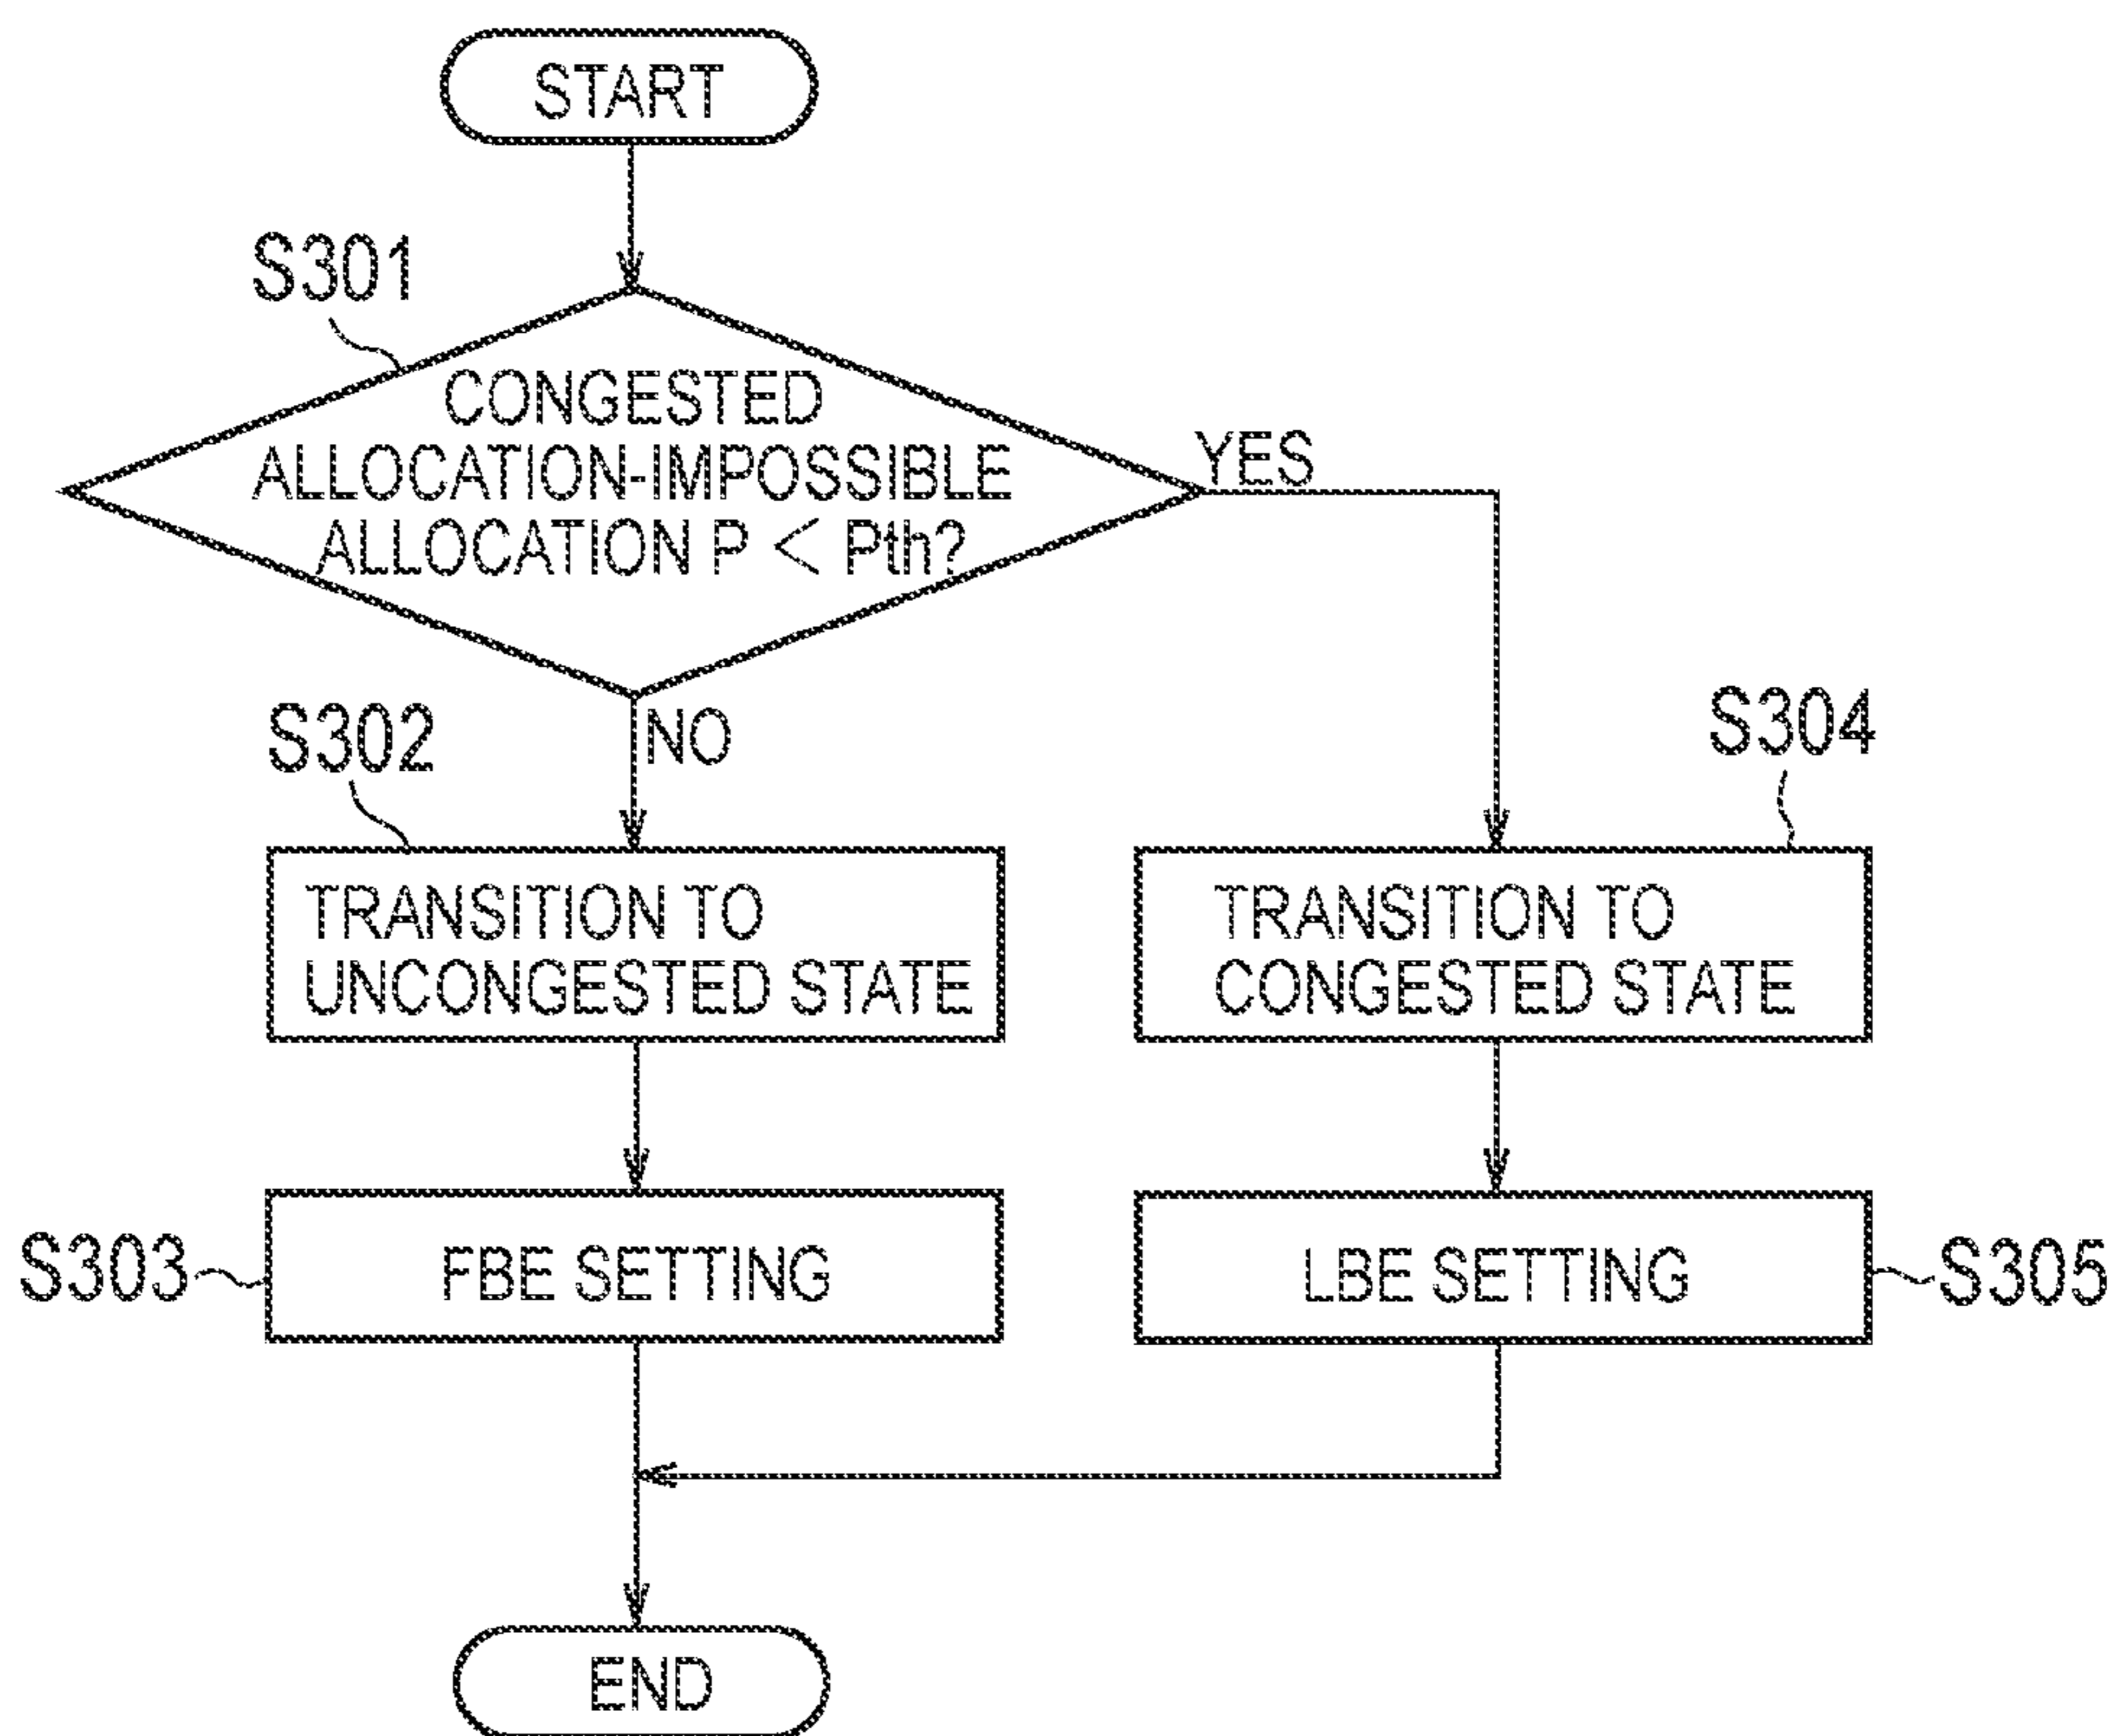 START
S301
CONGESTED
ALLOCATION-IMPOSSIBLE
ALLOCATION P < Pth?
YES
NO
S302
S304
TRANSITION TO
UNCONGESTED STATE
TRANSITION TO
CONGESTED STATE
S303
FBE SETTING
LBE SETTING
S305
END